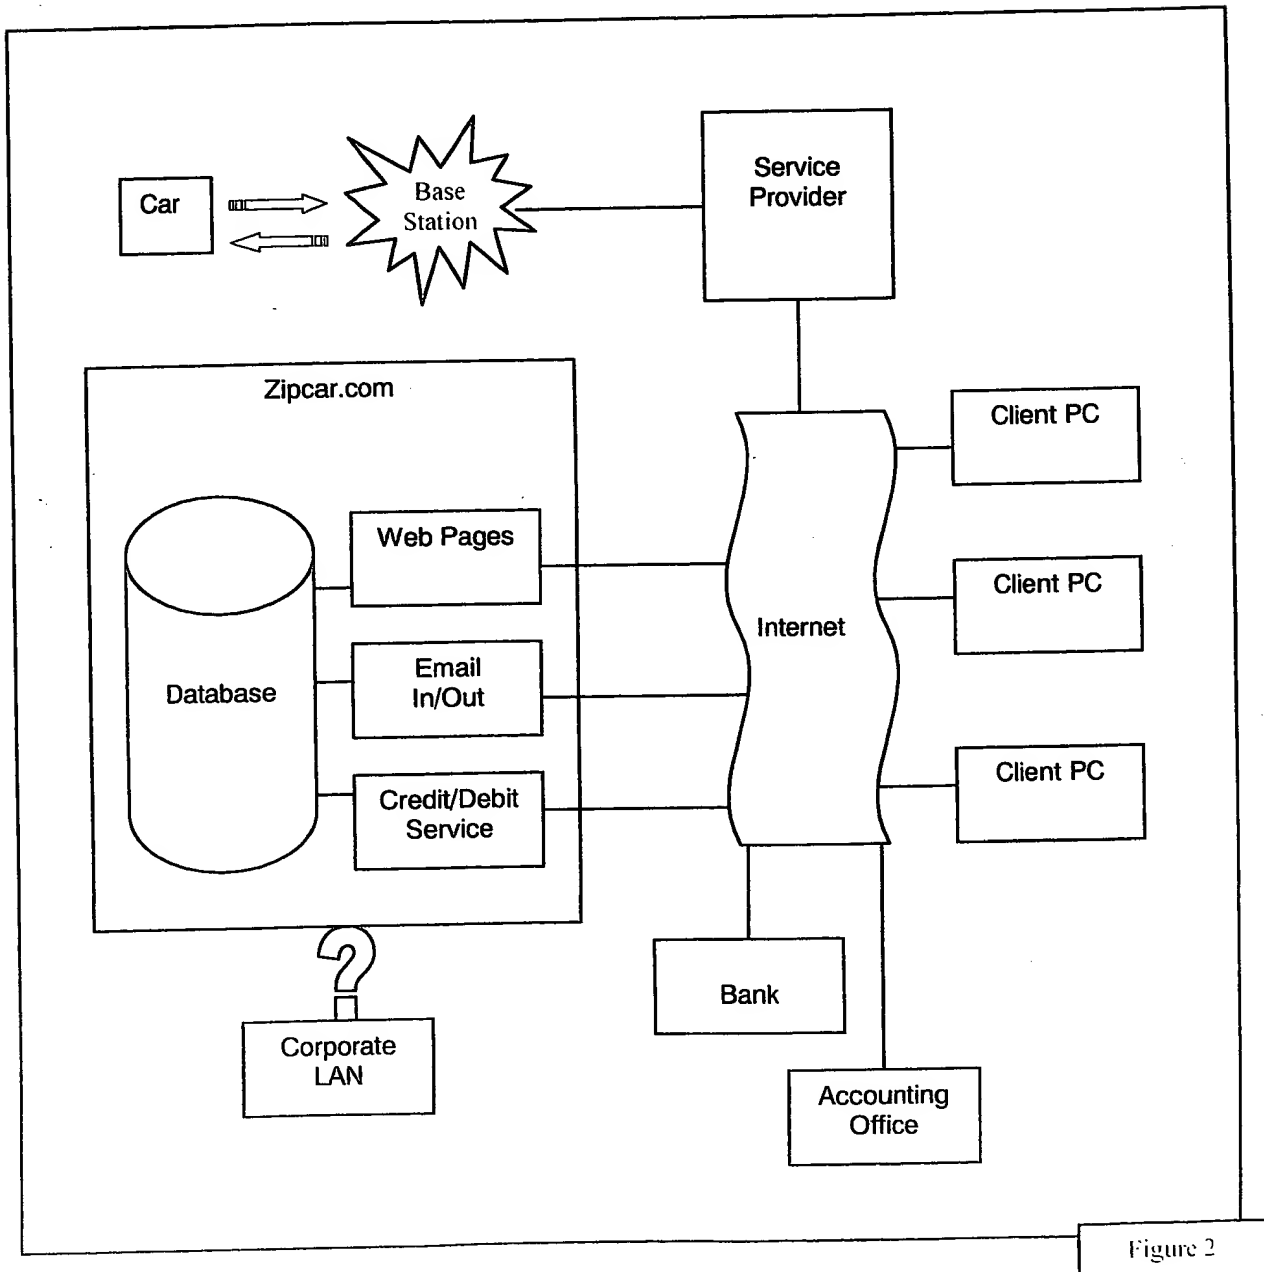 Car
Base
Station
Service
Provider
Zipcar.com
Client PC
Web Pages
Client PC
Internet
Email
In/Out
Database
Client PC
Credit/Debit
Service
?
Bank
Corporate
LAN
Accounting
Office
Figure 2